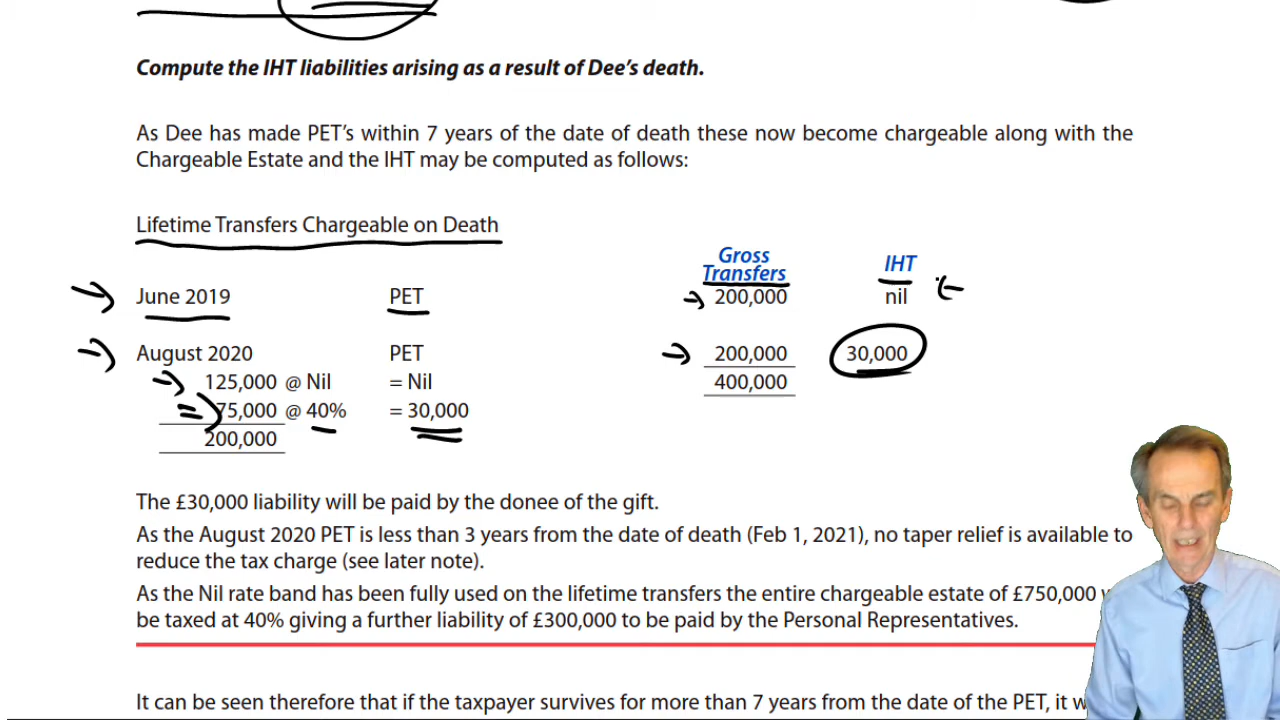 Compute the IHT liabilities arising as a result of Dee's death.
As Dee has made PET's within 7 years of the date of death these now become chargeable along with the
Chargeable Estate and the IHT may be computed as follows:
Lifetime Transfers Chargeable on Death
Gross
Transfers
IHT
June 2019 PET 200,000 nil
August 2020 PET 200,000 30,000
125,000 @ Nil = Nil 400,000
75,000 @ 40% = 30,000
200,000
The £30,000 liability will be paid by the donee of the gift.
As the August 2020 PET is less than 3 years from the date of death (Feb 1, 2021), no taper relief is available to
reduce the tax charge (see later note).
As the Nil rate band has been fully used on the lifetime transfers the entire chargeable estate of £750,000
be taxed at 40% giving a further liability of £300,000 to be paid by the Personal Representatives.
It can be seen therefore that if the taxpayer survives for more than 7 years from the date of the PET, it